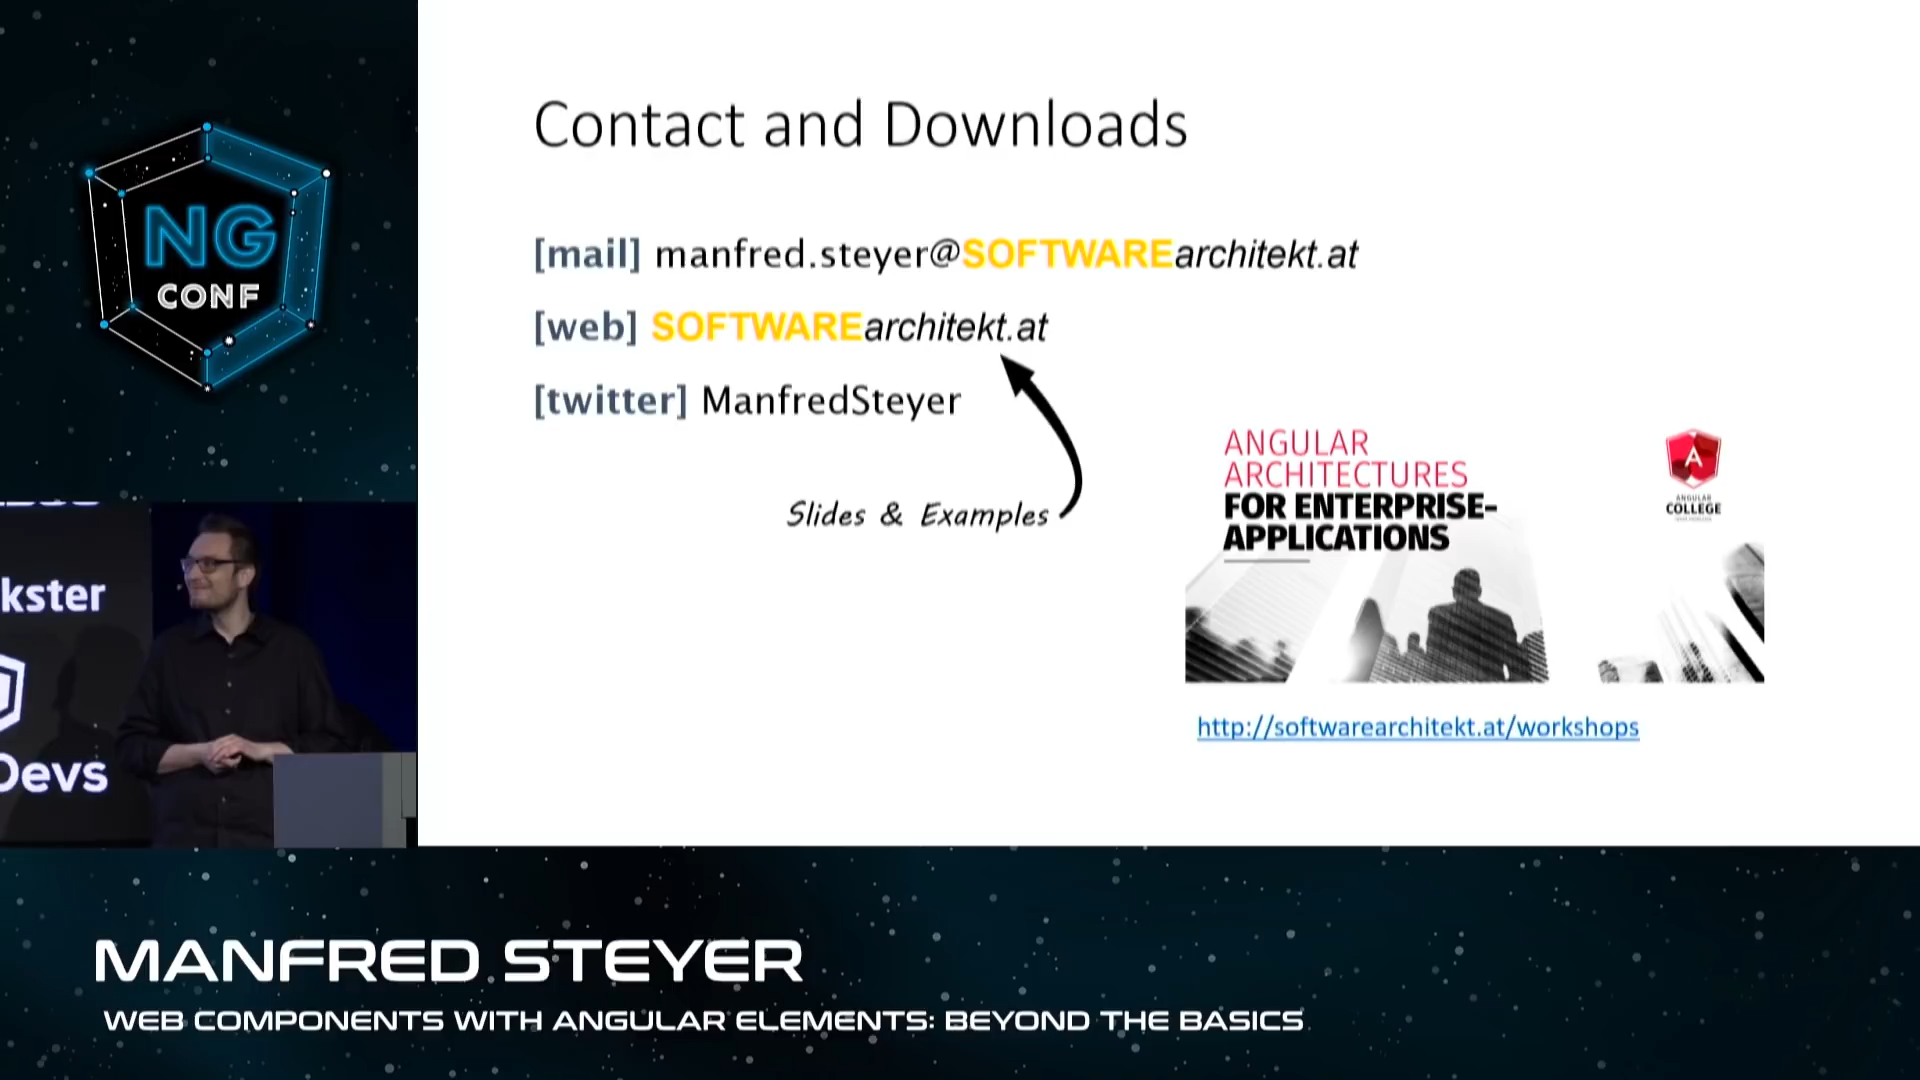 NG
CONF
Contact and Downloads
[mail] manfred.steyer@SOFTWAREarchitekt.at
[web] SOFTWAREarchitekt.at
[twitter] ManfredSteyer
Slides & Examples
ANGULAR
ARCHITECTURES
FOR ENTERPRISE-
APPLICATIONS
A
ANGULAR
COLLEGE
http://softwarearchitekt.at/workshops
kster
Devs
MANFRED STEYER
WEB COMPONENTS WITH ANGULAR ELEMENTS: BEYOND THE BASICS